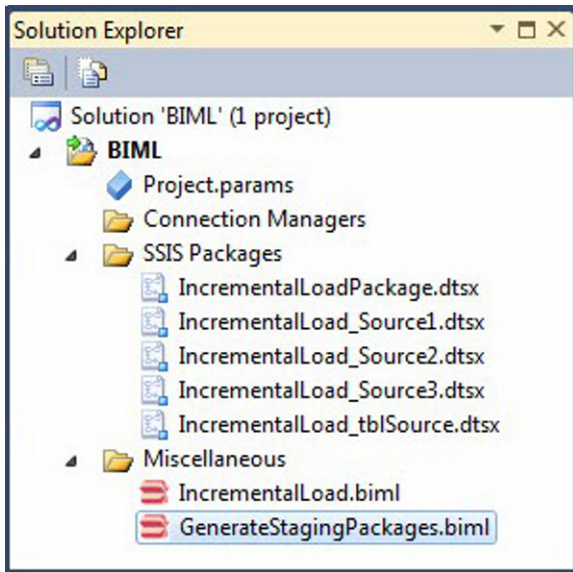 Solution Explorer
Solution 'BIML' (1 project)
BIML
Project.params
Connection Managers
SSIS Packages
IncrementalLoadPackage.dtsx
IncrementalLoad_Source1.dtsx
IncrementalLoad_Source2.dtsx
IncrementalLoad_Source3.dtsx
IncrementalLoad_tblSource.dtsx
Miscellaneous
IncrementalLoad.biml
GenerateStagingPackages.biml